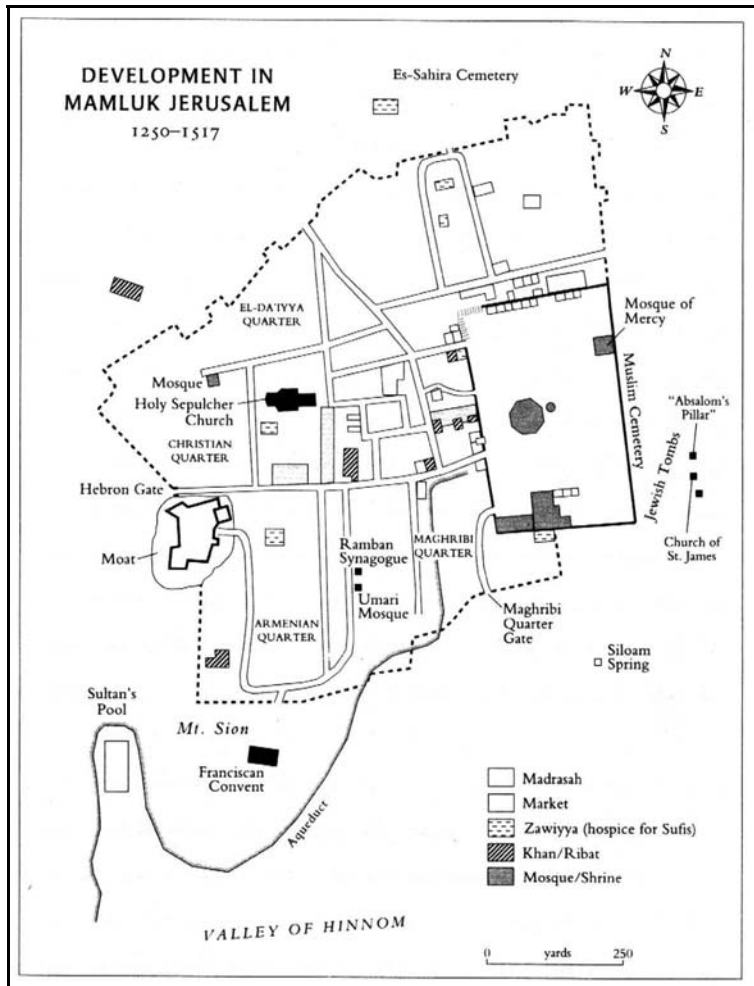 DEVELOPMENT IN
MAMLUK JERUSALEM
1250–1517
Es-Sahira Cemetery
N
W
E
S
EL-DA'IYYA
QUARTER
Mosque of
Mercy
Mosque
Holy Sepulcher
Church
Muslim Cemetery
"Absalom's
Pillar"
CHRISTIAN
QUARTER
Jewish Tombs
Hebron Gate
Moat
Ramban
Synagogue
MAGHRIBI
QUARTER
Church of
St. James
Umari
Mosque
ARMENIAN
QUARTER
Maghribi
Quarter
Gate
Siloam
Spring
Sultan's
Pool
Mt. Sion
Franciscan
Convent
Aqueduct
Madrasah
Market
Zawiyya (hospice for Sufis)
Khan/Ribat
Mosque/Shrine
VALLEY OF HINNOM
0 yards 250